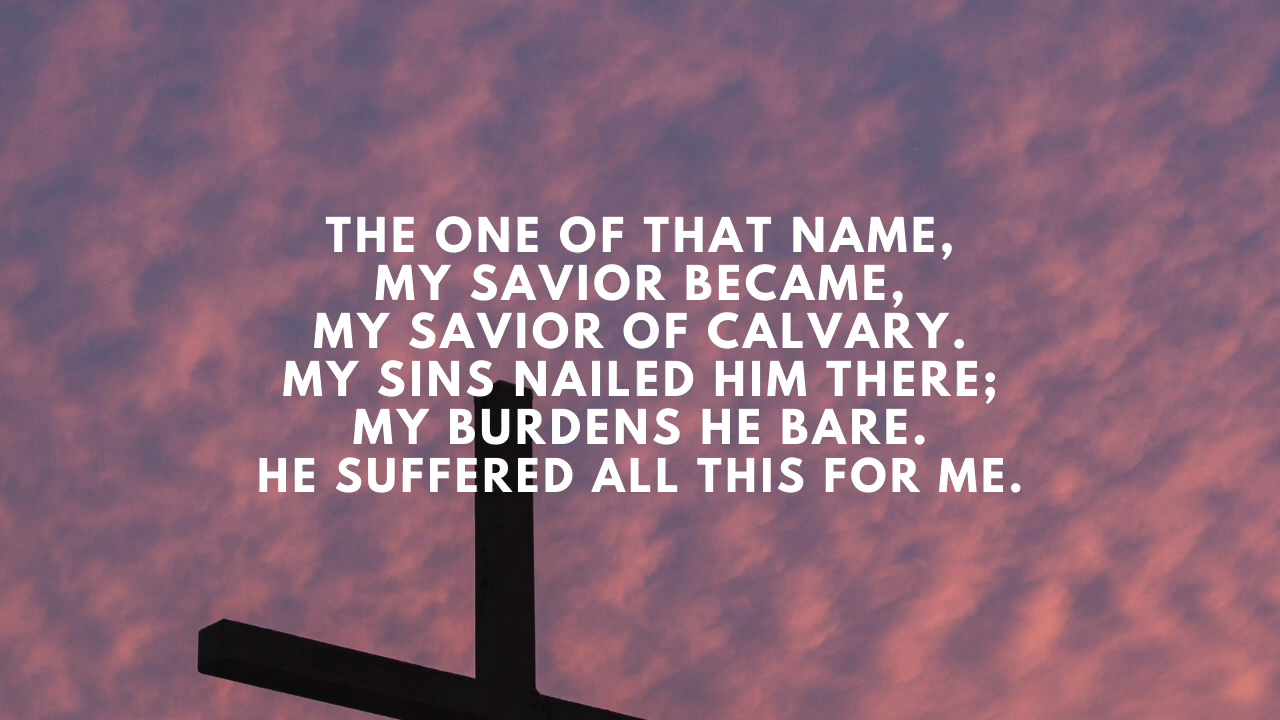 THE ONE OF THAT NAME,
MY SAVIOR BECAME,
MY SAVIOR OF CALVARY.
MY SINS NAILED HIM THERE;
MY BURDENS HE BARE.
HE SUFFERED ALL THIS FOR ME.